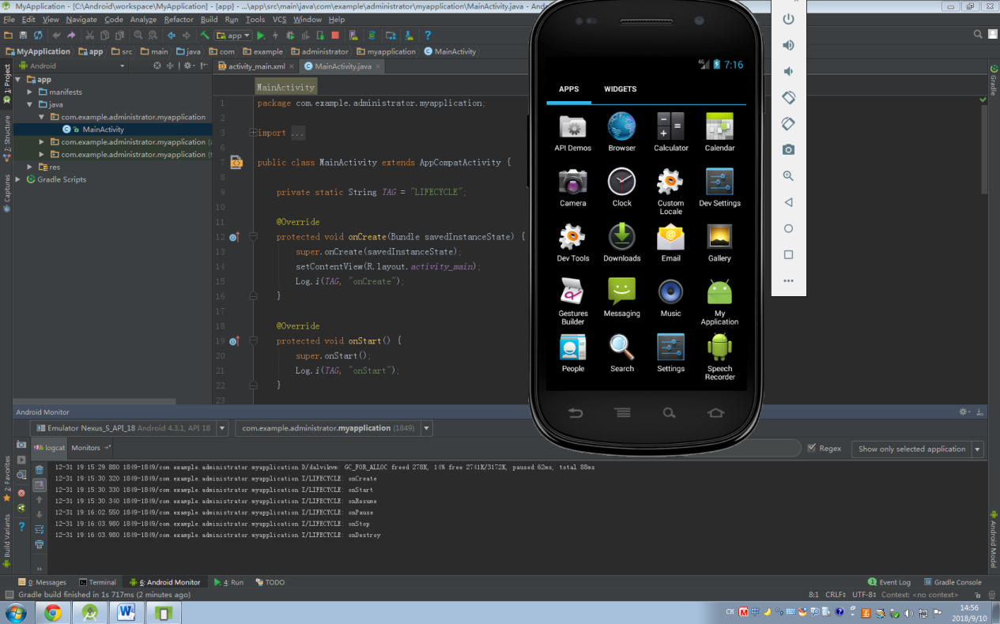 MyApplication - [C:\Android\workspace\MyApplication] - [app] - ...\app\src\main\java\com\example\administrator\myapplication\MainActivity.java - Andr
File Edit View Navigate Code Analyze Refactor Build Run Tools VCS Window Help
app
MyApplication app src main java com example administrator myapplication MainActivity
Android
activity_main.xml MainActivity.java
1: Project
7: Structure
Captures
2: Favorites
Build Variants
app
manifests
java
com.example.administrator.myapplication
MainActivity
com.example.administrator.myapplication
com.example.administrator.myapplication
res
Gradle Scripts
MainActivity
1 package com.example.administrator.myapplication;
2
3 import ...
6
7 public class MainActivity extends AppCompatActivity {
8
9 private static String TAG = "LIFECYCLE";
10
11 @Override
12 protected void onCreate(Bundle savedInstanceState) {
13 super.onCreate(savedInstanceState);
14 setContentView(R.layout.activity_main);
15 Log.i(TAG, "onCreate");
16 }
17
18 @Override
19 protected void onStart() {
20 super.onStart();
21 Log.i(TAG, "onStart");
22 }
23
4G 7:16
APPS WIDGETS
API Demos Browser Calculator Calendar
Camera Clock Custom Locale Dev Settings
Dev Tools Downloads Email Gallery
Gestures Builder Messaging Music My Application
People Search Settings Speech Recorder
Gradle
Android Model
Android Monitor
Emulator Nexus_S_API_18 Android 4.3.1, API 18 com.example.administrator.myapplication (1849)
logcat Monitors Regex Show only selected application
12-31 19:15:29.880 1849-1849/com.example.administrator.myapplication D/dalvikvm: GC_FOR_ALLOC freed 278K, 14% free 2741K/3172K, paused 62ms, total 88ms
12-31 19:15:30.320 1849-1849/com.example.administrator.myapplication I/LIFECYCLE: onCreate
12-31 19:15:30.330 1849-1849/com.example.administrator.myapplication I/LIFECYCLE: onStart
12-31 19:15:30.340 1849-1849/com.example.administrator.myapplication I/LIFECYCLE: onResume
12-31 19:16:02.550 1849-1849/com.example.administrator.myapplication I/LIFECYCLE: onPause
12-31 19:16:03.980 1849-1849/com.example.administrator.myapplication I/LIFECYCLE: onStop
12-31 19:16:03.980 1849-1849/com.example.administrator.myapplication I/LIFECYCLE: onDestroy
0: Messages Terminal 6: Android Monitor 4: Run TODO 1 Event Log Gradle Console
Gradle build finished in 1s 717ms (2 minutes ago) 8:1 CRLF UTF-8 Context: <no context>
CH 14:56
2018/9/10